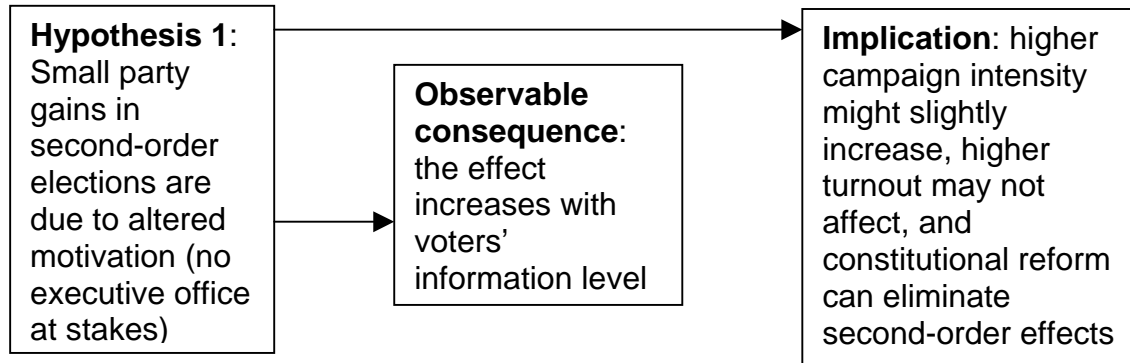 Hypothesis 1:
Small party
gains in
second-order
elections are
due to altered
motivation (no
executive office
at stakes)
Observable
consequence:
the effect
increases with
voters’
information level
Implication: higher
campaign intensity
might slightly
increase, higher
turnout may not
affect, and
constitutional reform
can eliminate
second-order effects